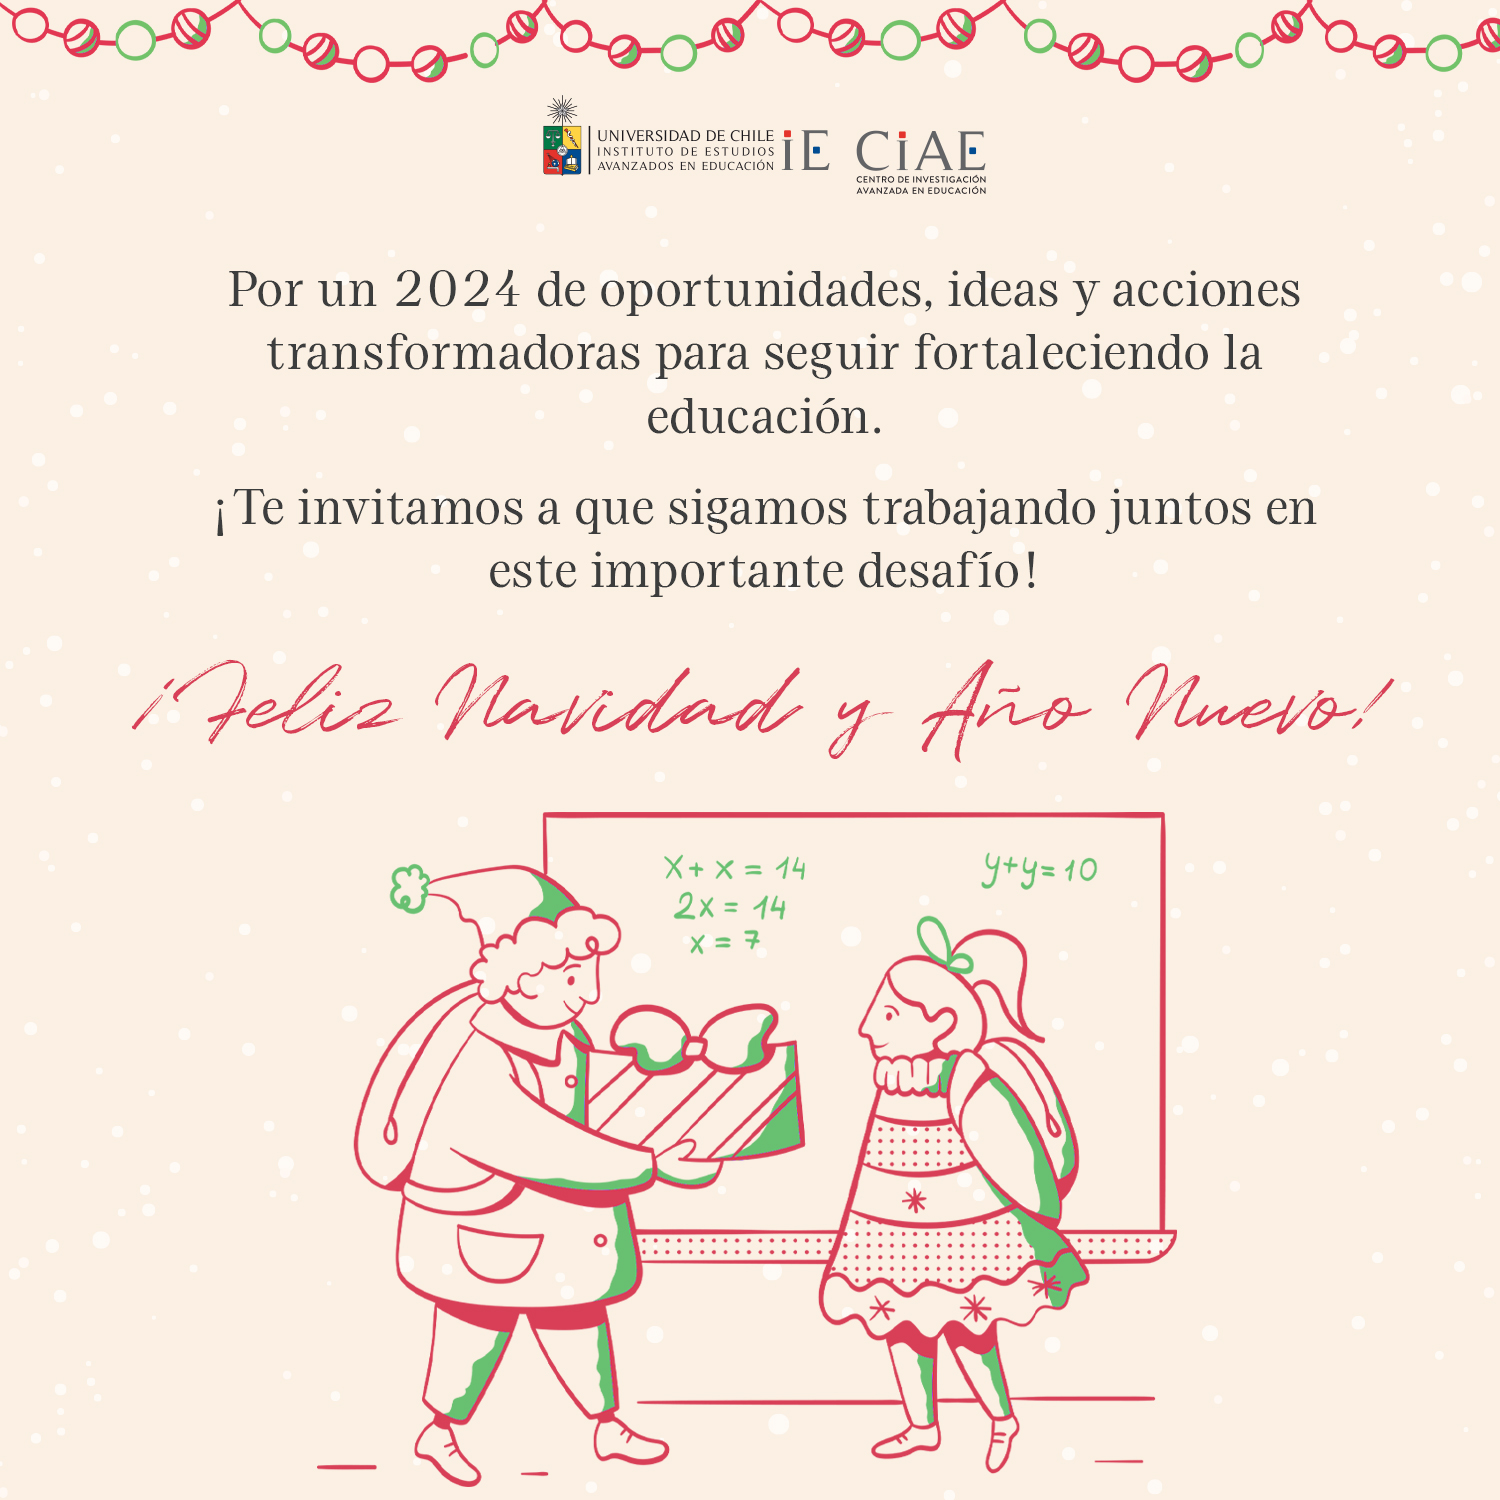 UNIVERSIDAD DE CHILE
INSTITUTO DE ESTUDIOS
AVANZADOS EN EDUCACIÓN
iE
CiAE
CENTRO DE INVESTIGACIÓN
AVANZADA EN EDUCACIÓN
Por un 2024 de oportunidades, ideas y acciones
transformadoras para seguir fortaleciendo la
educación.
¡Te invitamos a que sigamos trabajando juntos en
este importante desafío!
¡Feliz Navidad y Año Nuevo!
x + x = 14
2x = 14
x = 7
y+y= 10